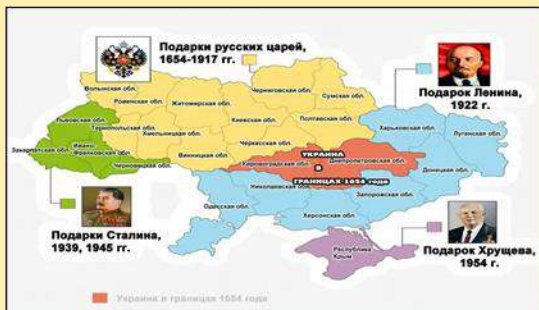 Подарки русских царей,
1654-1917 гг.
Подарок Ленина,
1922 г.
Волынская обл.
Ровенская обл.
Житомирская обл.
Черниговская обл.
Сумская обл.
Киевская обл.
Полтавская обл.
Львовская обл.
Тернопольская обл.
Хмельницкая обл.
Черкасская обл.
Харьковская обл.
Луганская обл.
Закарпатская обл.
Ивано
Франковская обл.
Черновицкая обл.
Винницкая обл.
УКРАИНА
В
Кировоградская обл.
Днепропетровская обл.
ГРАНИЦАХ 1654 года
Донецкая обл.
Николаевская обл.
Запорожская обл.
Одесская обл.
Херсонская обл.
Республика
Крым
Подарки Сталина,
1939, 1945 гг.
Подарок Хрущева,
1954 г.
Украина в границах 1654 года